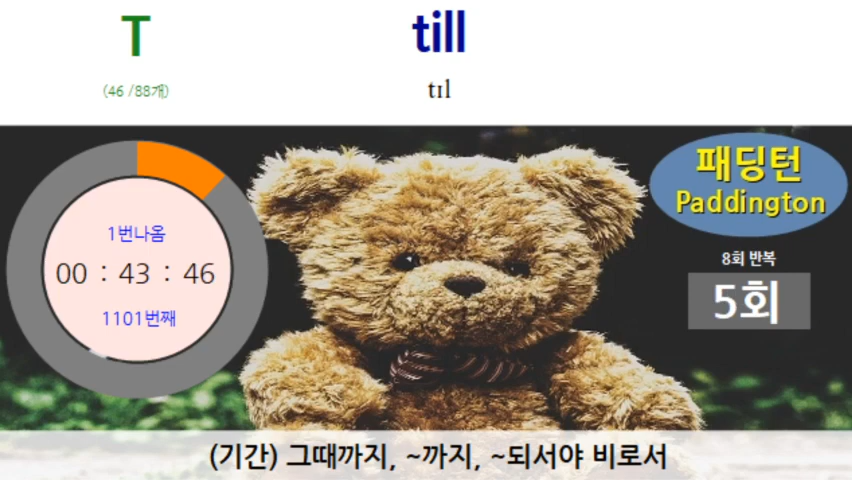 T
till
(46 /88개)
tɪl
패딩턴
Paddington
1번나옴
00 : 43 : 46
1101번째
8회 반복
5회
(기간) 그때까지, ~까지, ~되서야 비로서